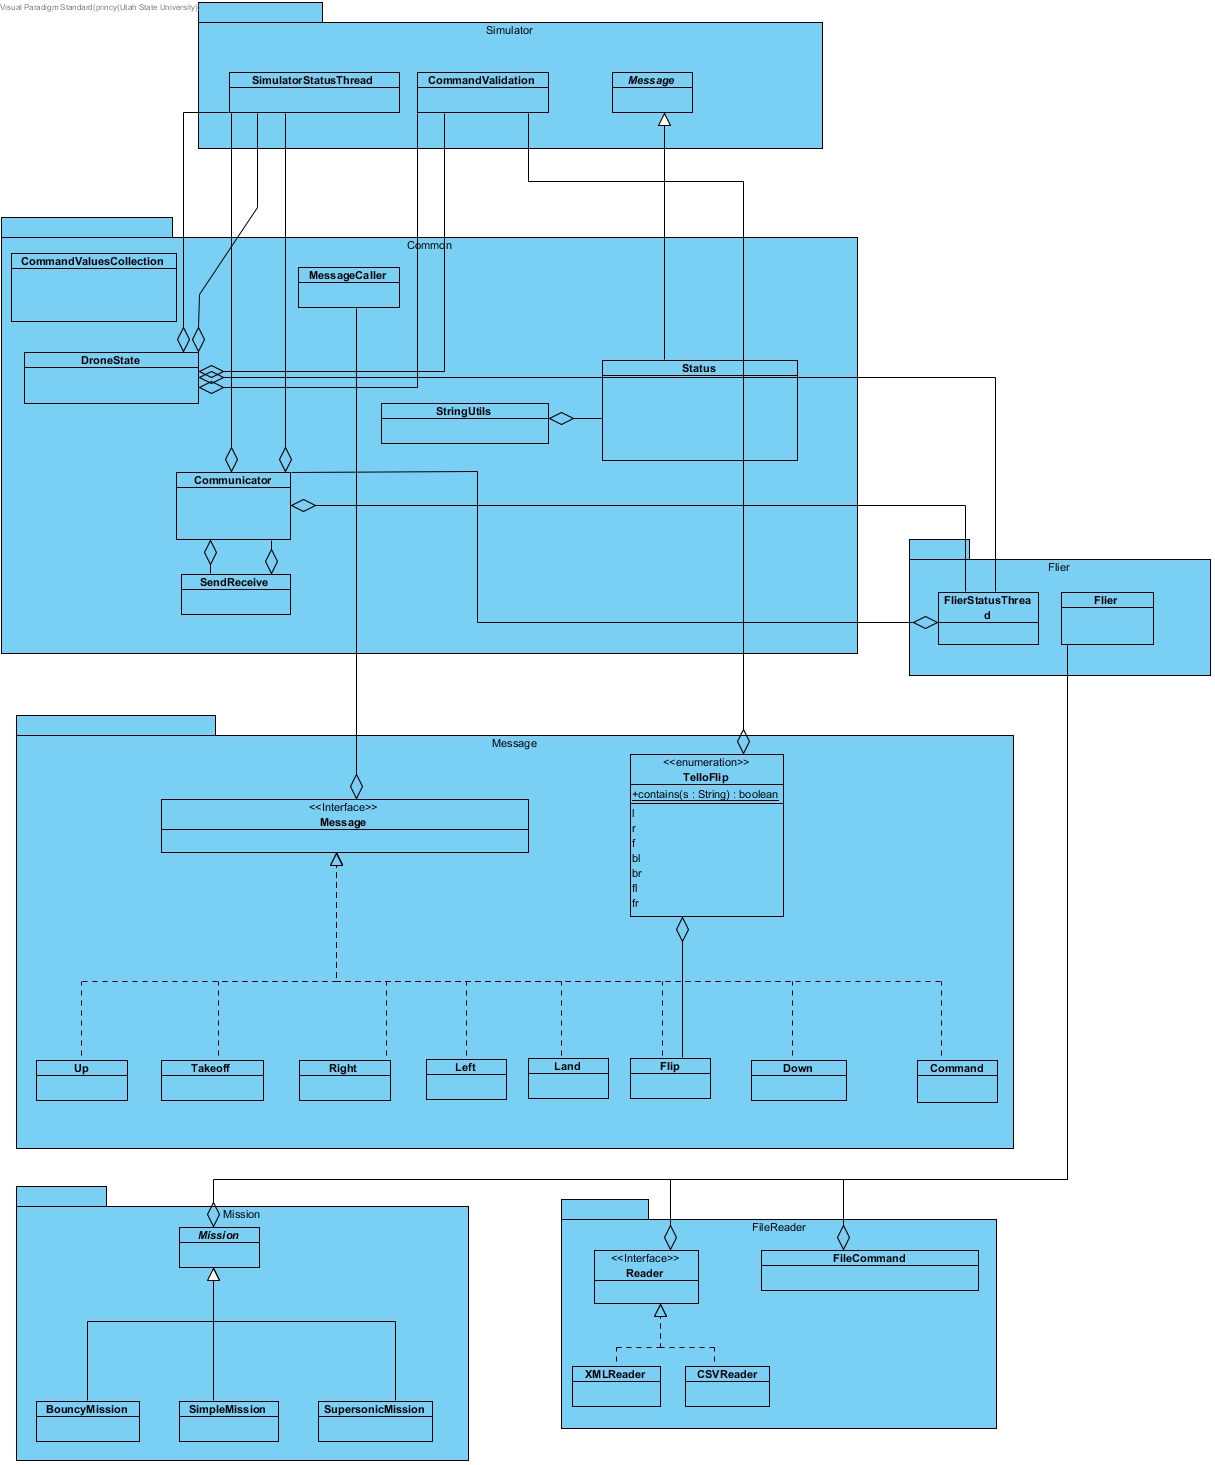 Visual Paradigm Standard(princy(Utah State University)
Simulator
SimulatorStatusThread
CommandValidation
Message
Common
CommandValuesCollection
MessageCaller
DroneState
Status
StringUtils
Communicator
SendReceive
Flier
FlierStatusThrea
d
Flier
Message
<<Interface>>
Message
<<enumeration>>
TelloFlip
+contains(s : String) : boolean
l
r
f
bl
br
fl
fr
Up
Takeoff
Right
Left
Land
Flip
Down
Command
Mission
Mission
BouncyMission
SimpleMission
SupersonicMission
FileReader
<<Interface>>
Reader
FileCommand
XMLReader
CSVReader